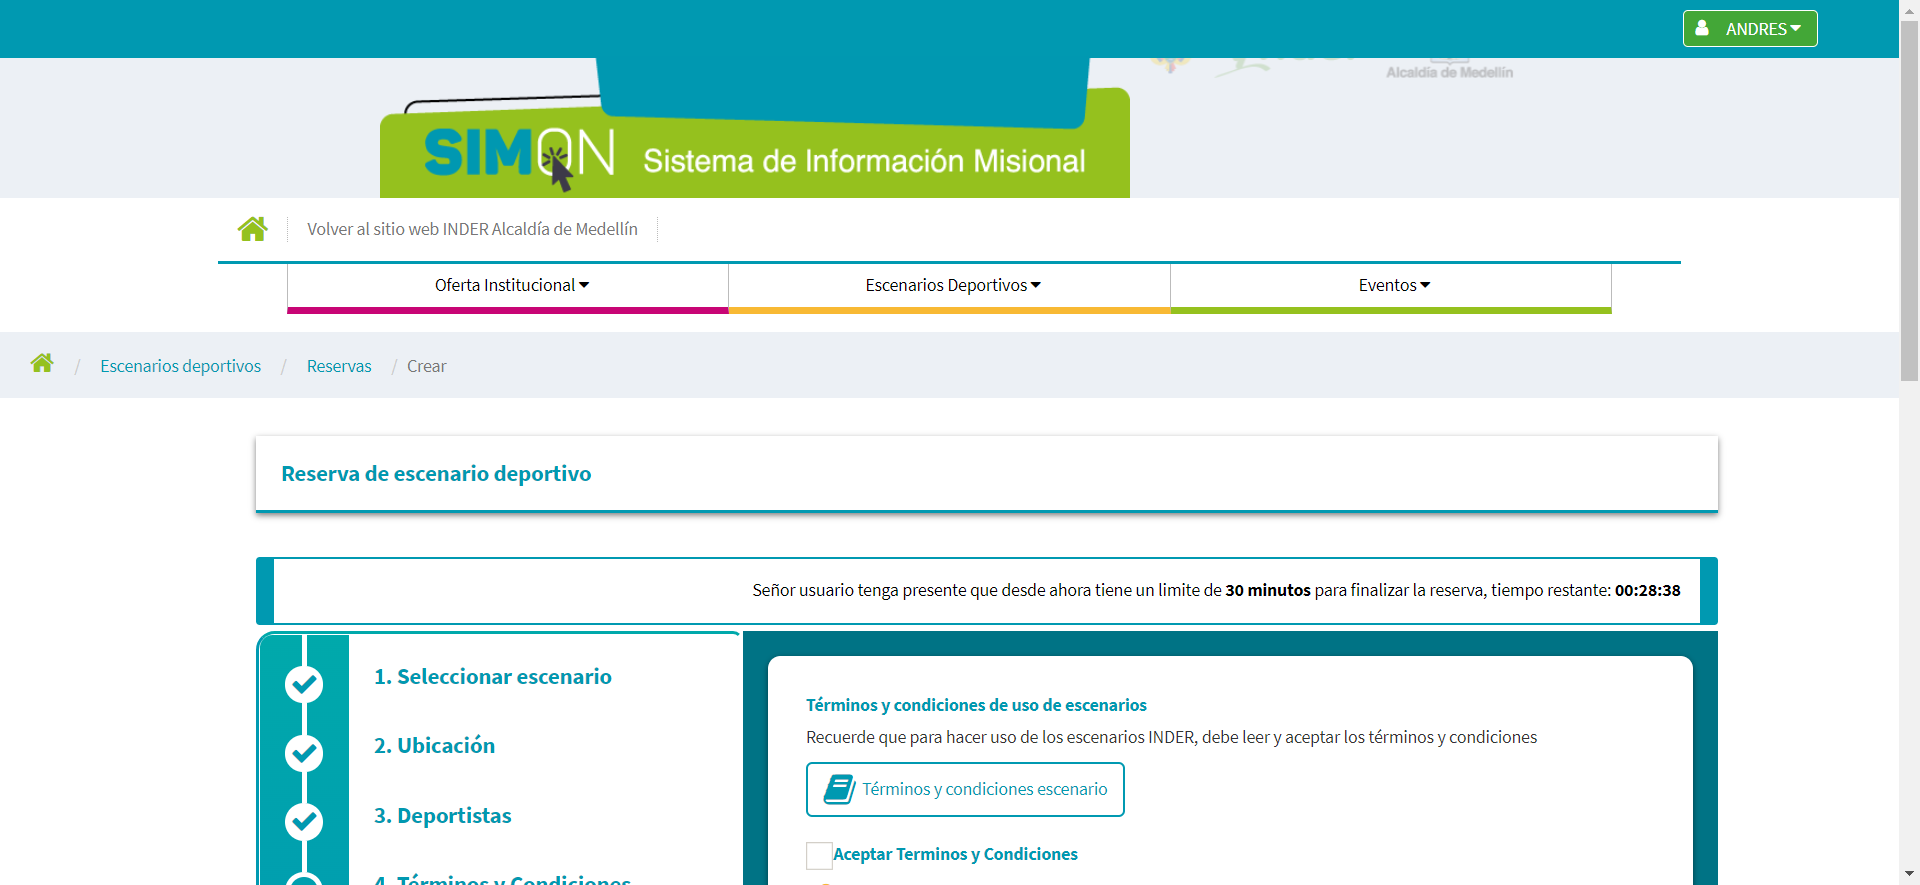 ANDRES
Alcaldía de Medellín
SIMON Sistema de Información Misional
Volver al sitio web INDER Alcaldía de Medellín
Oferta Institucional Escenarios Deportivos Eventos
/ Escenarios deportivos / Reservas / Crear
Reserva de escenario deportivo
Señor usuario tenga presente que desde ahora tiene un limite de 30 minutos para finalizar la reserva, tiempo restante: 00:28:38
1. Seleccionar escenario
2. Ubicación
3. Deportistas
4. Términos y Condiciones
Términos y condiciones de uso de escenarios
Recuerde que para hacer uso de los escenarios INDER, debe leer y aceptar los términos y condiciones
Términos y condiciones escenario
Aceptar Terminos y Condiciones